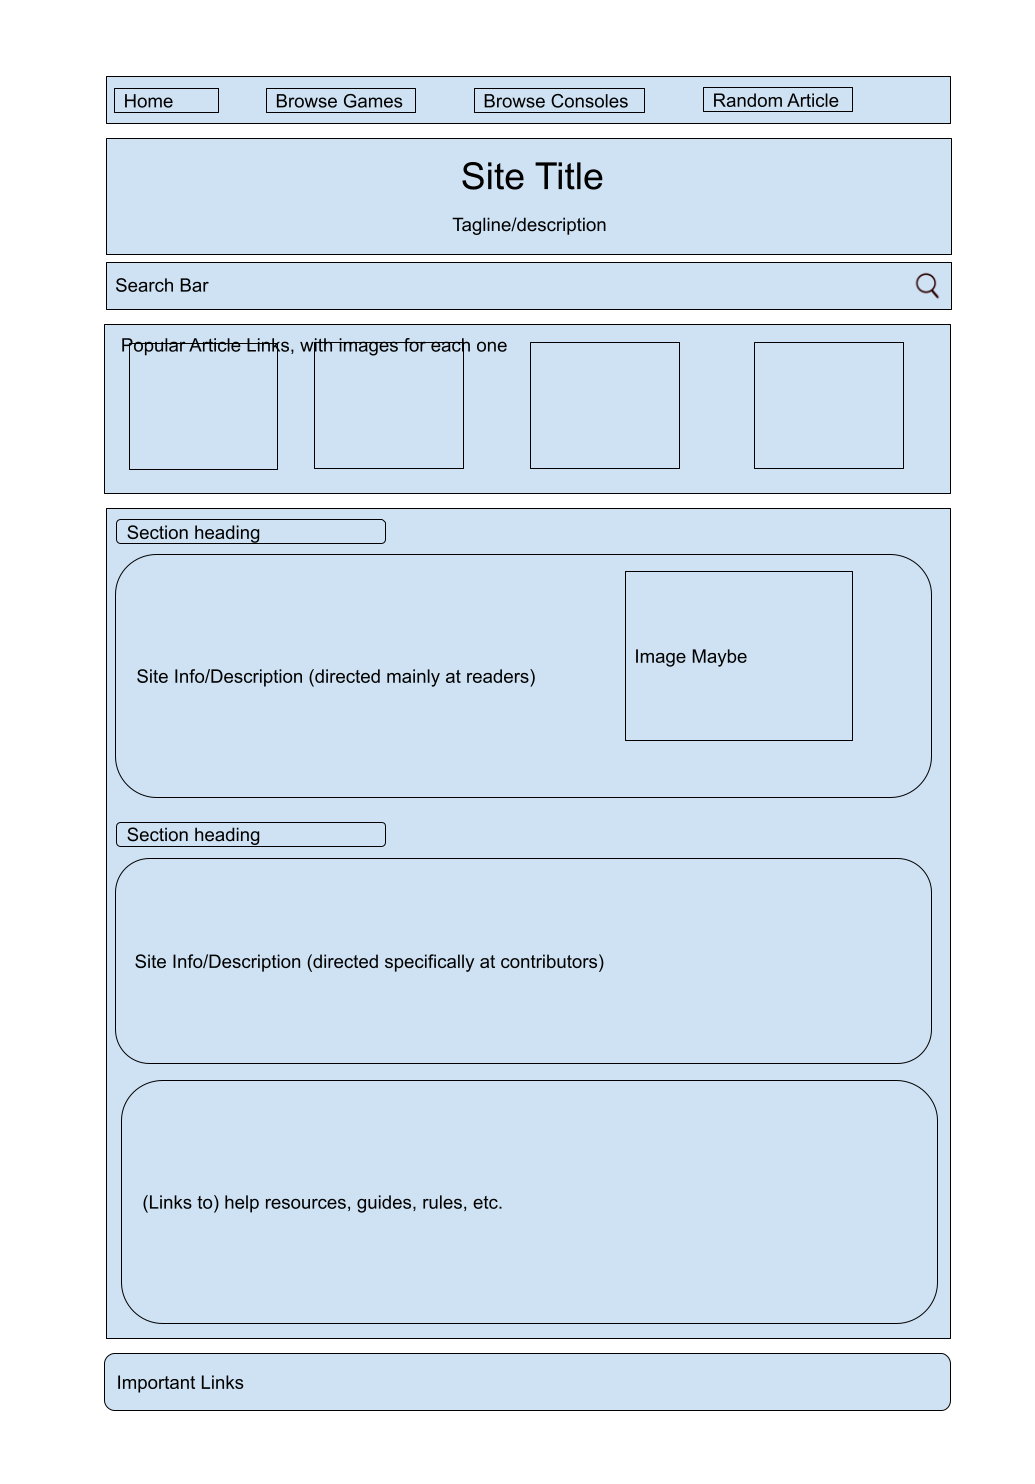 Home
Browse Games
Browse Consoles
Random Article
Site Title
Tagline/description
Search Bar
Popular Article Links, with images for each one
Section heading
Site Info/Description (directed mainly at readers)
Image Maybe
Section heading
Site Info/Description (directed specifically at contributors)
(Links to) help resources, guides, rules, etc.
Important Links